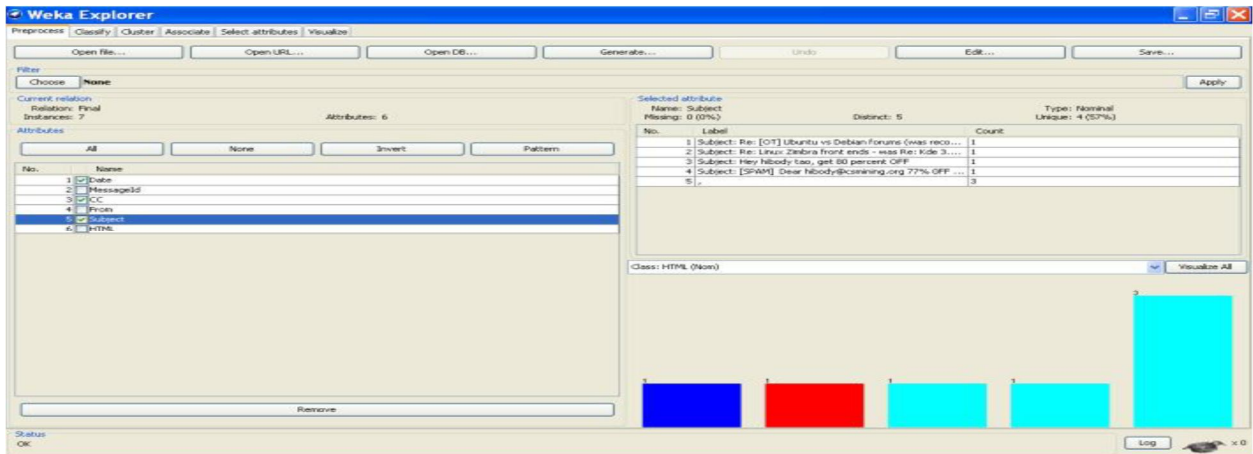 Weka Explorer
Preprocess Classify Cluster Associate Select attributes Visualize
Open file... Open URL... Open DB... Generate... Undo Edit... Save...
Filter
Choose None Apply
Current relation
Relation: Final
Instances: 7 Attributes: 6
Attributes
All None Invert Pattern
No. Name
1 Date
2 MessageId
3 CC
4 From
5 Subject
6 HTML
Remove
Selected attribute
Name: Subject Type: Nominal
Missing: 0 (0%) Distinct: 5 Unique: 4 (57%)
No. Label Count
1 Subject: Re: [OT] Ubuntu vs Debian forums (was reco... 1
2 Subject: Re: Linux Zimbra front ends - was Re: Kde 3.... 1
3 Subject: Hey hibody tao, get 80 percent OFF 1
4 Subject: [SPAM] Dear hibody@csmining.org 77% OFF ... 1
5 , 3
Class: HTML (Nom) Visualize All
3
1 1 1 1
Status
OK Log x 0